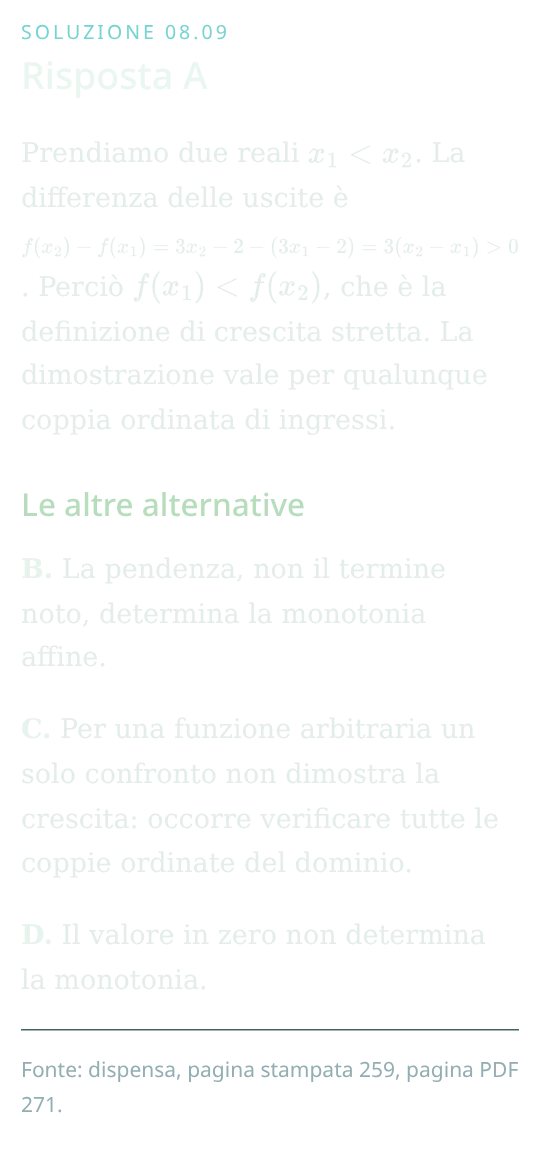 SOLUZIONE 08.09
Risposta A
Prendiamo due reali x₁ < x₂. La
differenza delle uscite è
f(x₂) − f(x₁) = 3x₂ − 2 − (3x₁ − 2) = 3(x₂ − x₁) > 0
. Perciò f(x₁) < f(x₂), che è la
definizione di crescita stretta. La
dimostrazione vale per qualunque
coppia ordinata di ingressi.
Le altre alternative
B. La pendenza, non il termine
noto, determina la monotonia
affine.
C. Per una funzione arbitraria un
solo confronto non dimostra la
crescita: occorre verificare tutte le
coppie ordinate del dominio.
D. Il valore in zero non determina
la monotonia.
Fonte: dispensa, pagina stampata 259, pagina PDF
271.